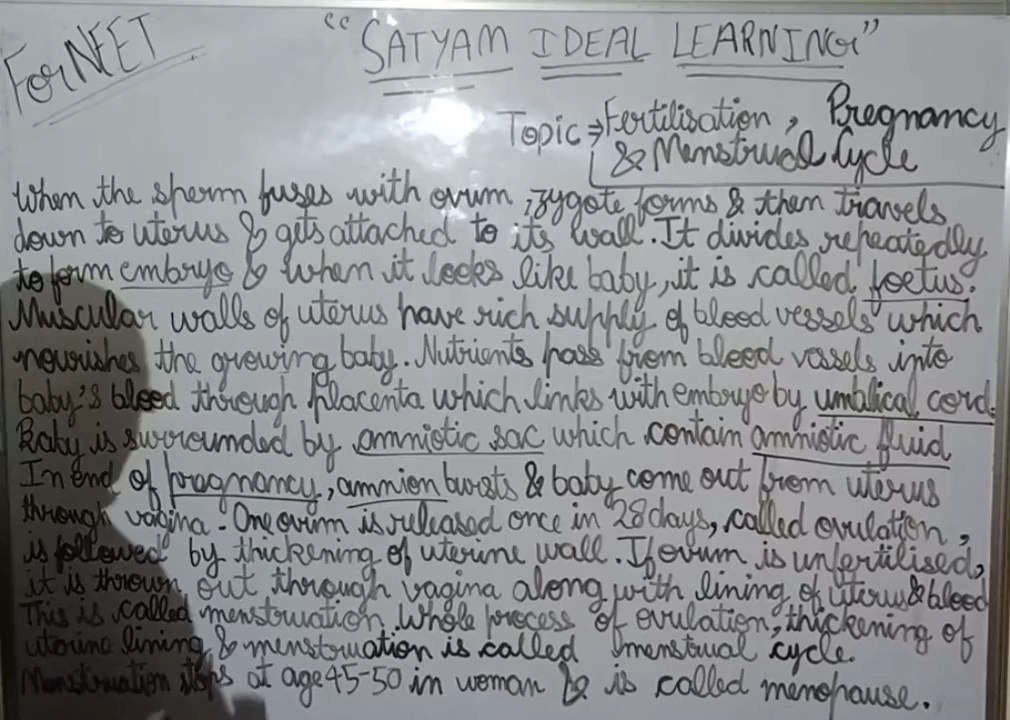 For NEET
"SATYAM IDEAL LEARNING"
Topic ⇒ Fertilisation, Pregnancy
& Menstrual Cycle
When the sperm fuses with ovum, zygote forms & then travels
down to uterus & gets attached to its wall. It divides repeatedly
to form embryo & when it looks like baby, it is called foetus.
Muscular walls of uterus have rich supply of blood vessels which
nourishes the growing baby. Nutrients pass from blood vessels into
baby's blood through placenta which links with embryo by umblical cord.
Baby is surrounded by amniotic sac which contain amniotic fluid
In end of pregnancy, amnion bursts & baby come out from uterus
through vagina. One ovum is released once in 28 days, called ovulation,
is followed by thickening of uterine wall. If ovum is unfertilised,
it is thrown out through vagina along with lining of uterus & blood
This is called menstruation. Whole process of ovulation, thickening of
uterine lining & menstruation is called menstrual cycle.
Menstruation stops at age 45-50 in woman & is called menopause.